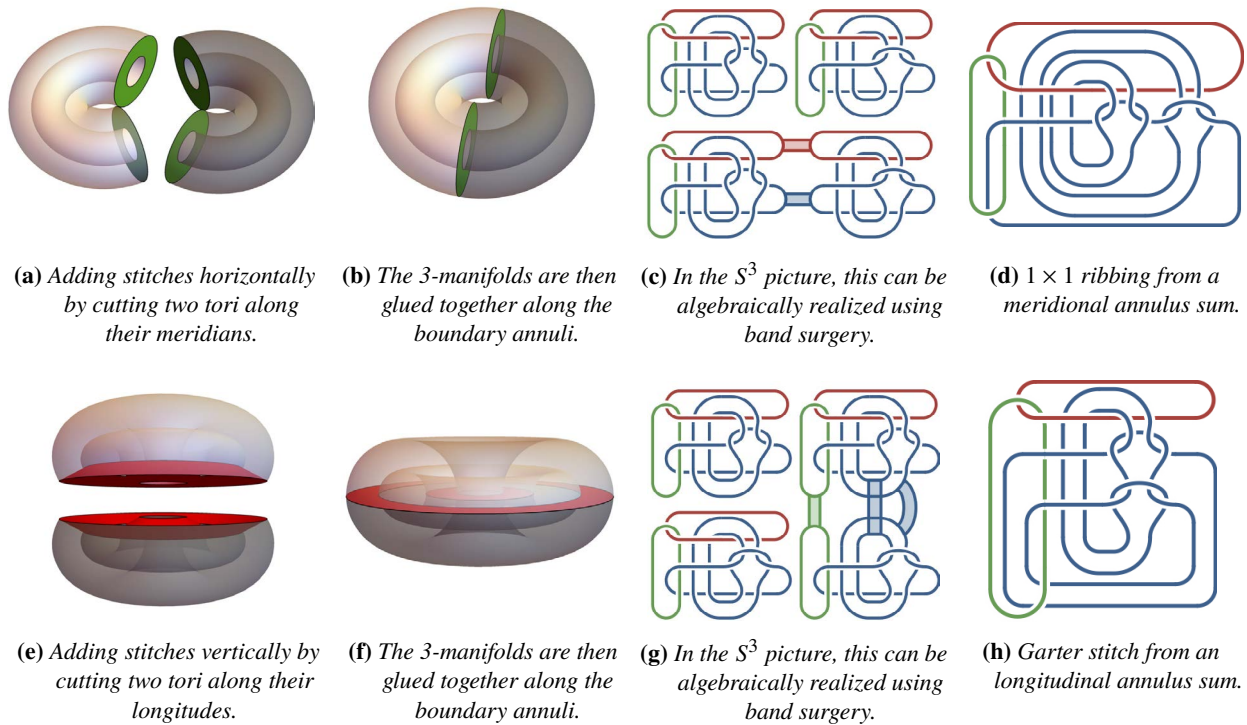 (a) Adding stitches horizontally
by cutting two tori along
their meridians.
(b) The 3-manifolds are then
glued together along the
boundary annuli.
(c) In the S³ picture, this can be
algebraically realized using
band surgery.
(d) 1 × 1 ribbing from a
meridional annulus sum.
(e) Adding stitches vertically by
cutting two tori along their
longitudes.
(f) The 3-manifolds are then
glued together along the
boundary annuli.
(g) In the S³ picture, this can be
algebraically realized using
band surgery.
(h) Garter stitch from an
longitudinal annulus sum.